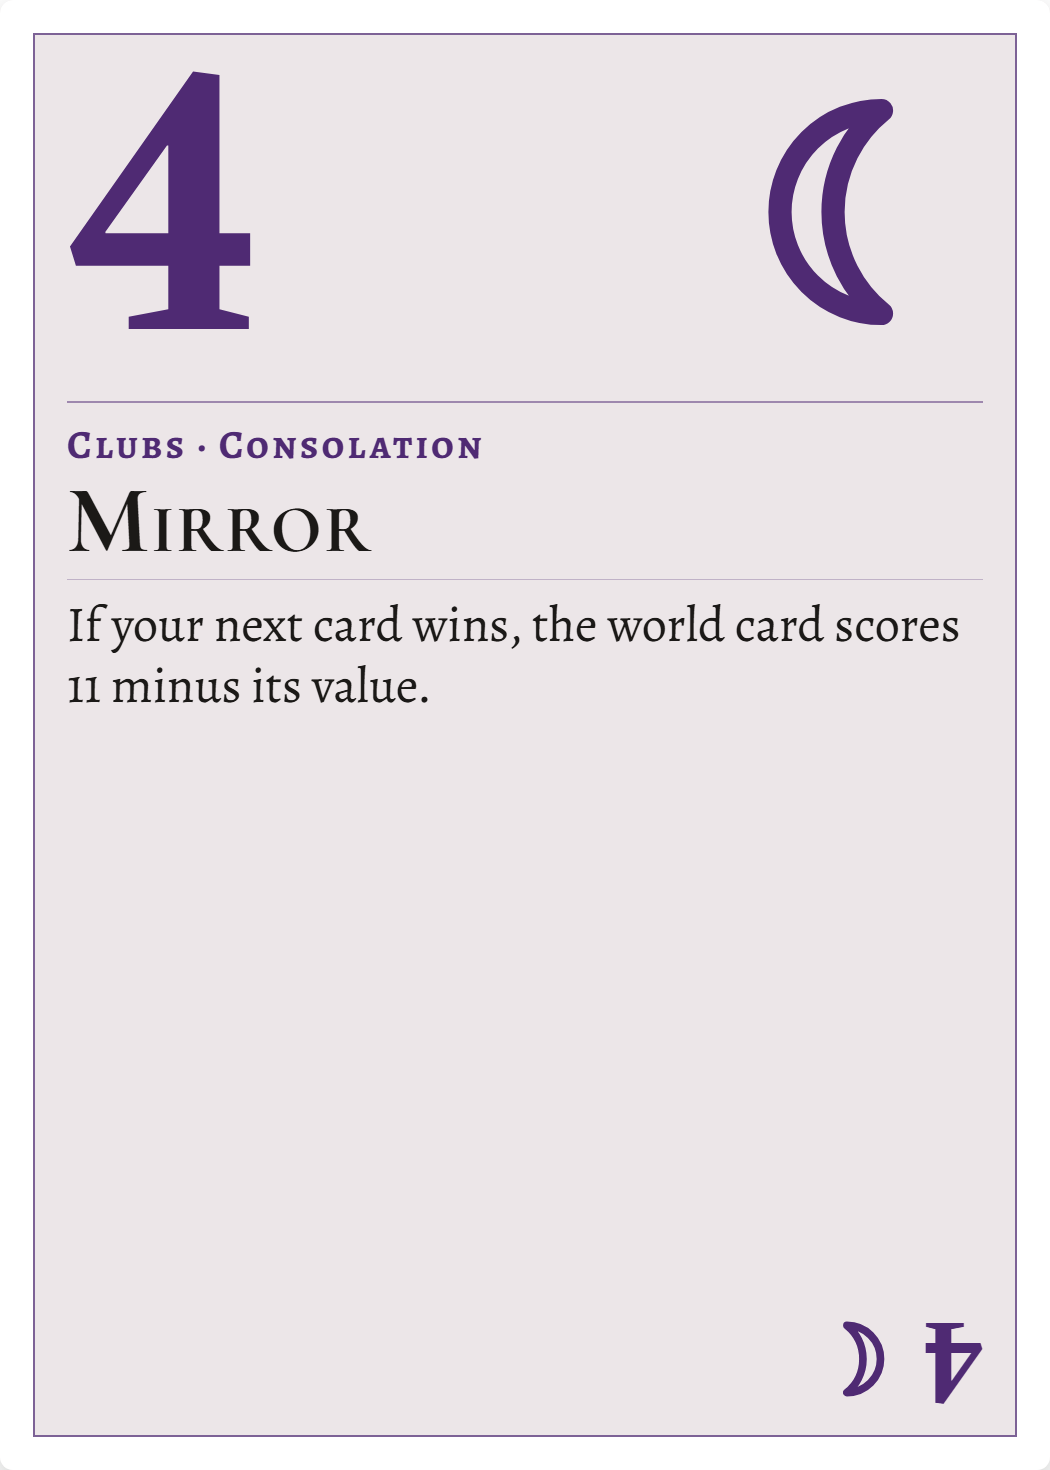 4
Clubs · Consolation
Mirror
If your next card wins, the world card scores
11 minus its value.
4